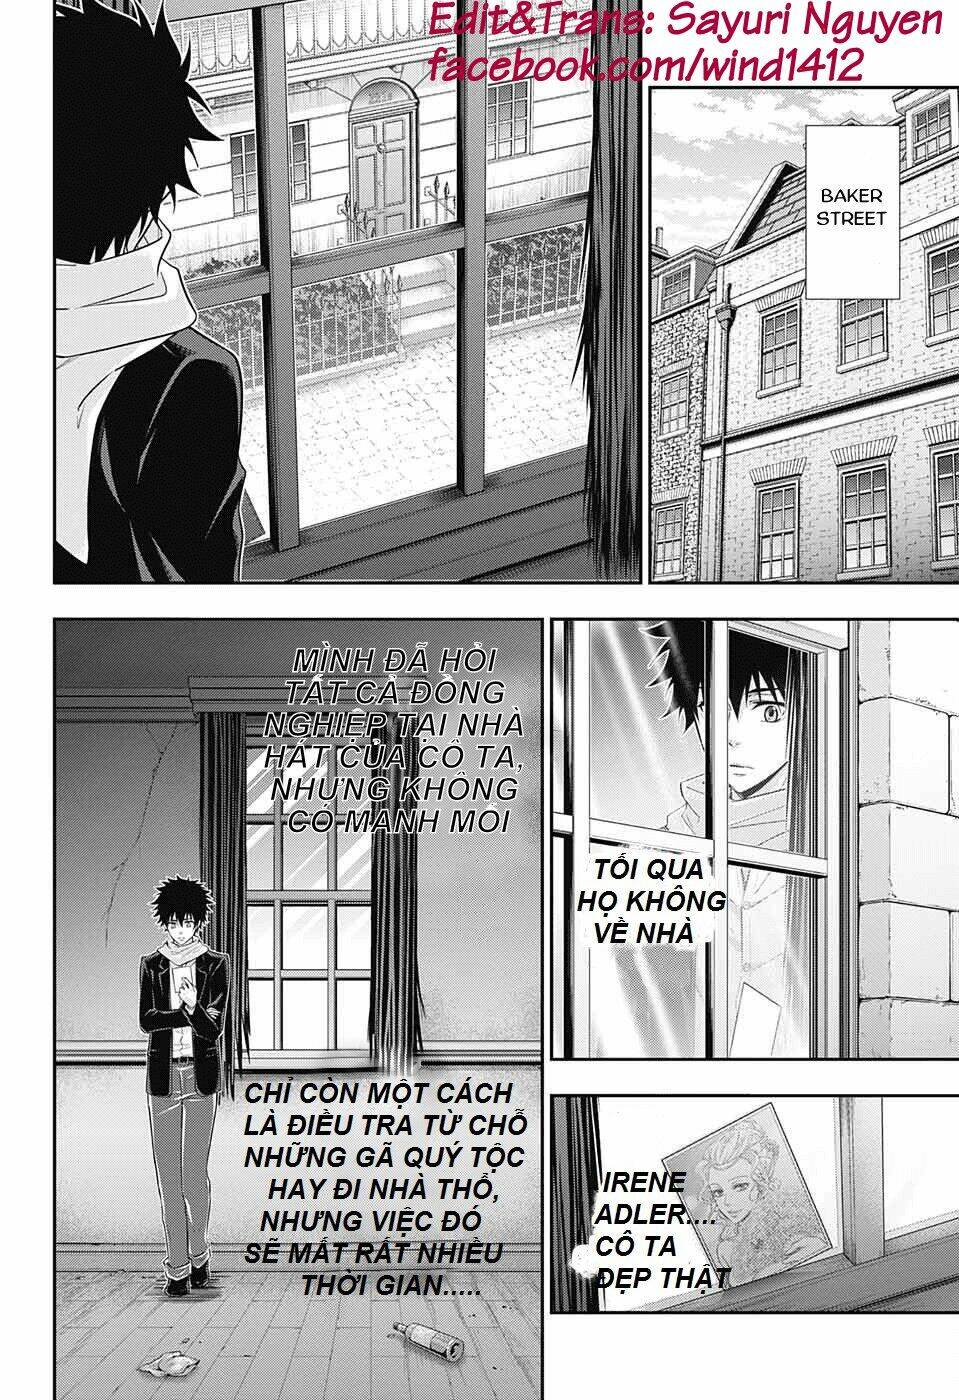 Edit&Trans: Sayuri Nguyen
facebook.com/wind1412
BAKER
STREET
TỐI QUA
HỌ KHÔNG
VỀ NHÀ
IRENE
ADLER....
CÔ TA
ĐẸP THẬT
MÌNH ĐÃ HỎI
TẤT CẢ ĐỒNG
NGHIỆP TẠI NHÀ
HÁT CỦA CÔ TA,
NHƯNG KHÔNG
CÓ MANH MỐI
CHỈ CÒN MỘT CÁCH
LÀ ĐIỀU TRA TỪ CHỖ
NHỮNG GÃ QUÝ TỘC
HAY ĐI NHÀ THỔ,
NHƯNG VIỆC ĐÓ
SẼ MẤT RẤT NHIỀU
THỜI GIAN.....